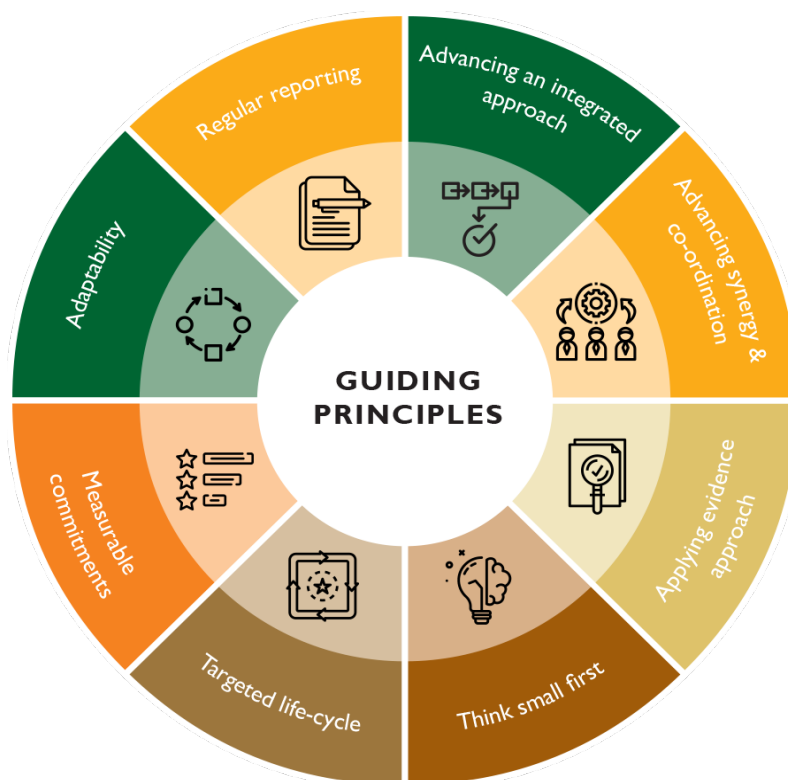 GUIDING
PRINCIPLES
Advancing an integrated
approach
Advancing synergy &
co-ordination
Applying evidence
approach
Think small first
Targeted life-cycle
Measurable
commitments
Adaptability
Regular reporting